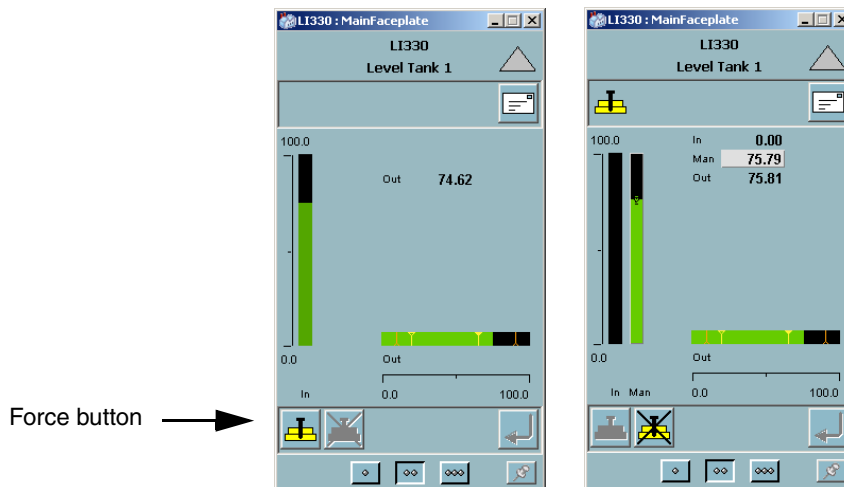 LI330 : MainFaceplate
LI330
Level Tank 1
100.0
Out 74.62
0.0
Out
In
0.0 100.0
Force button
LI330 : MainFaceplate
LI330
Level Tank 1
100.0
In 0.00
Man 75.79
Out 75.81
0.0
Out
In Man
0.0 100.0